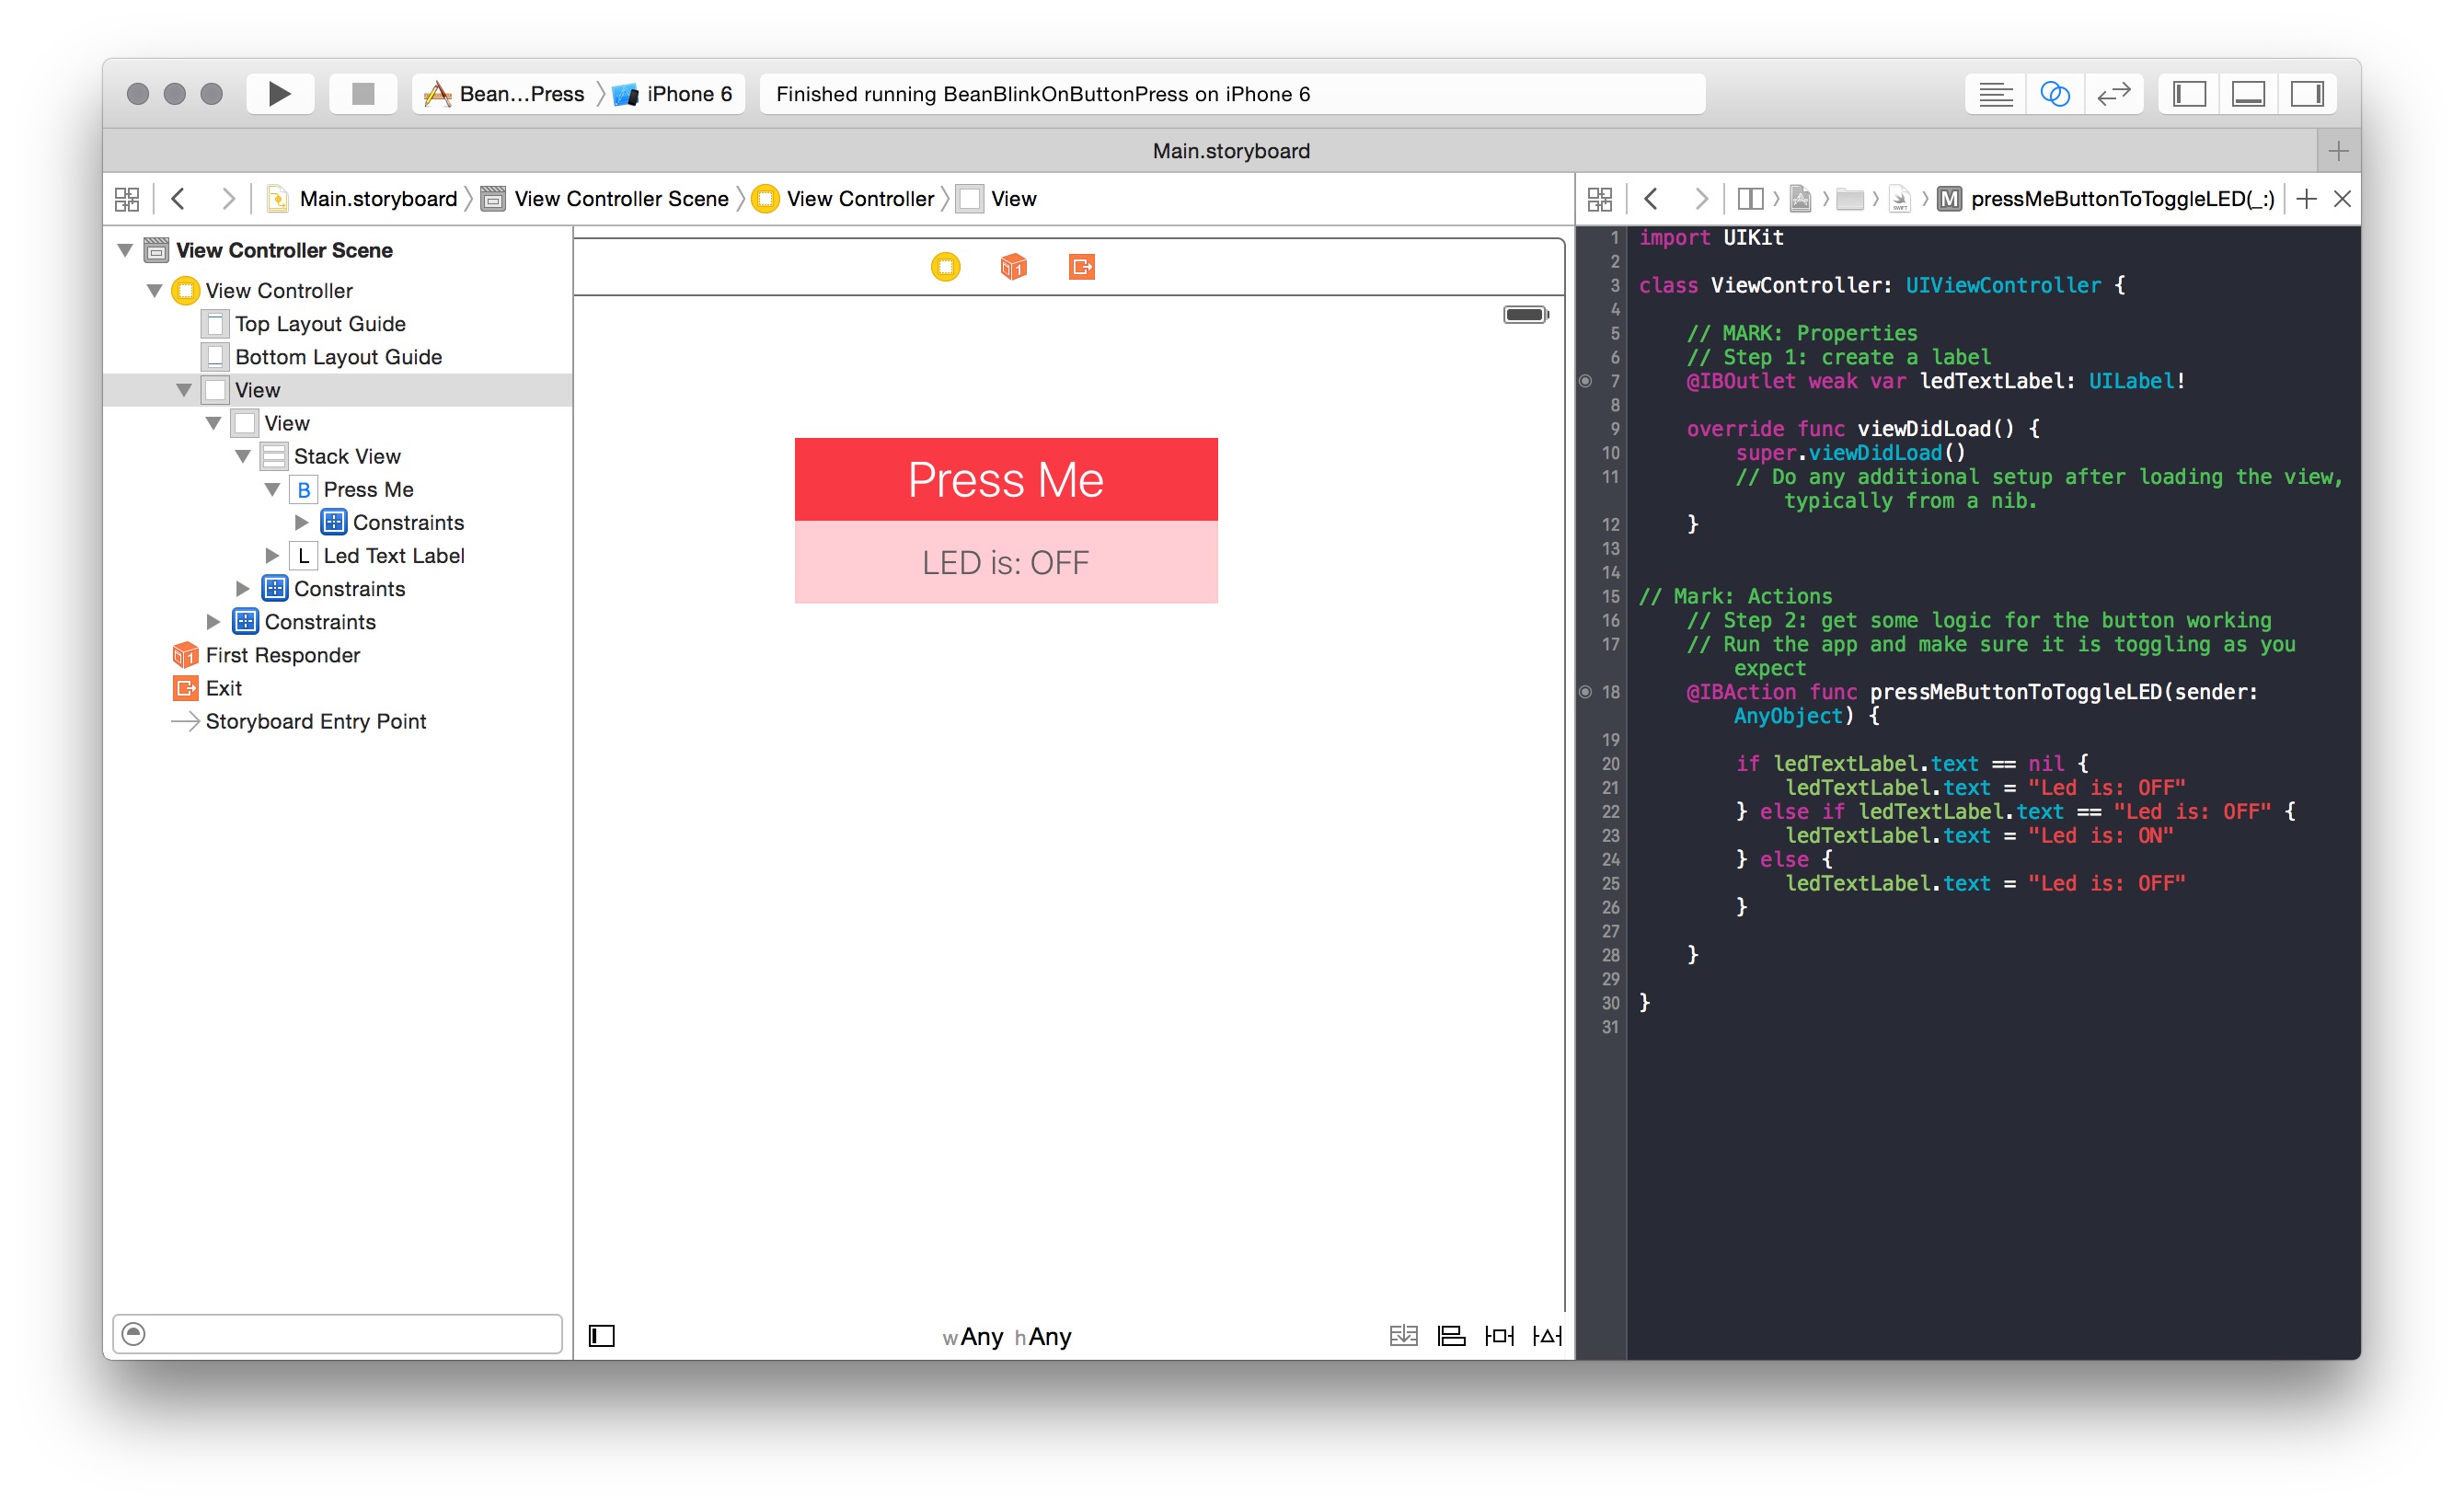 Bean...Press
iPhone 6
Finished running BeanBlinkOnButtonPress on iPhone 6
Main.storyboard
Main.storyboard
View Controller Scene
View Controller
View
View Controller Scene
View Controller
Top Layout Guide
Bottom Layout Guide
View
View
Stack View
B Press Me
Constraints
L Led Text Label
Constraints
Constraints
First Responder
Exit
Storyboard Entry Point
Press Me
LED is: OFF
wAny hAny
M pressMeButtonToToggleLED(_:)
1 import UIKit
2
3 class ViewController: UIViewController {
4
5 // MARK: Properties
6 // Step 1: create a label
7 @IBOutlet weak var ledTextLabel: UILabel!
8
9 override func viewDidLoad() {
10 super.viewDidLoad()
11 // Do any additional setup after loading the view,
typically from a nib.
12 }
13
14
15 // Mark: Actions
16 // Step 2: get some logic for the button working
17 // Run the app and make sure it is toggling as you
expect
18 @IBAction func pressMeButtonToToggleLED(sender:
AnyObject) {
19
20 if ledTextLabel.text == nil {
21 ledTextLabel.text = "Led is: OFF"
22 } else if ledTextLabel.text == "Led is: OFF" {
23 ledTextLabel.text = "Led is: ON"
24 } else {
25 ledTextLabel.text = "Led is: OFF"
26 }
27
28 }
29
30 }
31